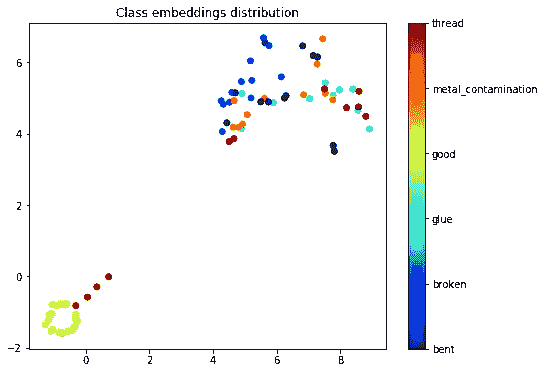 Class embeddings distribution
thread
6
metal_contamination
4
good
2
glue
0
broken
−2
bent
0 2 4 6 8